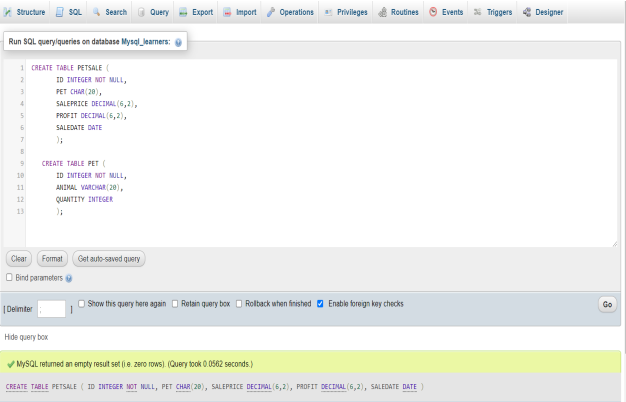 Structure SQL Search Query Export Import Operations Privileges Routines Events Triggers Designer
Run SQL query/queries on database Mysql_learners:
1 CREATE TABLE PETSALE (
2 ID INTEGER NOT NULL,
3 PET CHAR(20),
4 SALEPRICE DECIMAL(6,2),
5 PROFIT DECIMAL(6,2),
6 SALEDATE DATE
7 );
8
9 CREATE TABLE PET (
10 ID INTEGER NOT NULL,
11 ANIMAL VARCHAR(20),
12 QUANTITY INTEGER
13 );
Clear Format Get auto-saved query
Bind parameters
[ Delimiter ; ] Show this query here again Retain query box Rollback when finished Enable foreign key checks Go
Hide query box
MySQL returned an empty result set (i.e. zero rows). (Query took 0.0562 seconds.)
CREATE TABLE PETSALE ( ID INTEGER NOT NULL, PET CHAR(20), SALEPRICE DECIMAL(6,2), PROFIT DECIMAL(6,2), SALEDATE DATE )